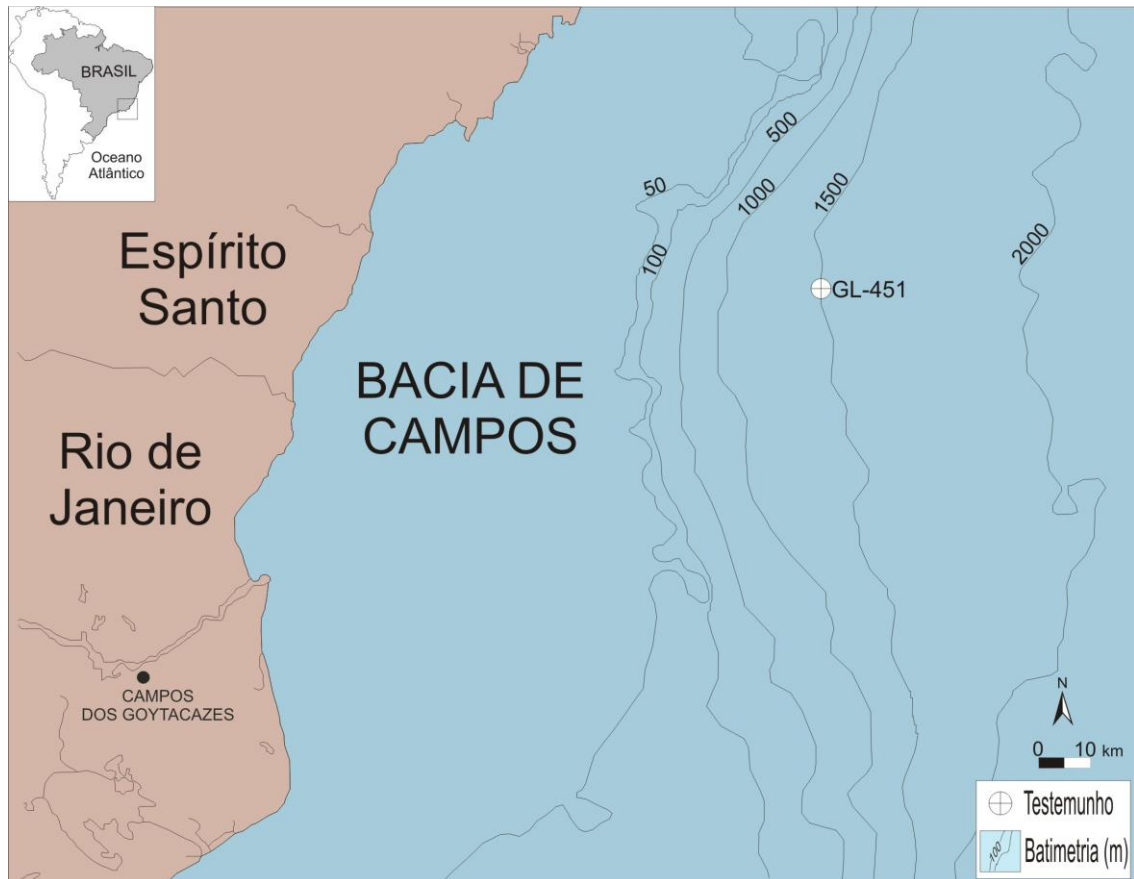 BRASIL
Oceano
Atlântico
Espírito
Santo
Rio de
Janeiro
CAMPOS
DOS GOYTACAZES
BACIA DE
CAMPOS
50
100
500
1000
1500
2000
GL-451
N
0 10 km
Testemunho
100
Batimetria (m)